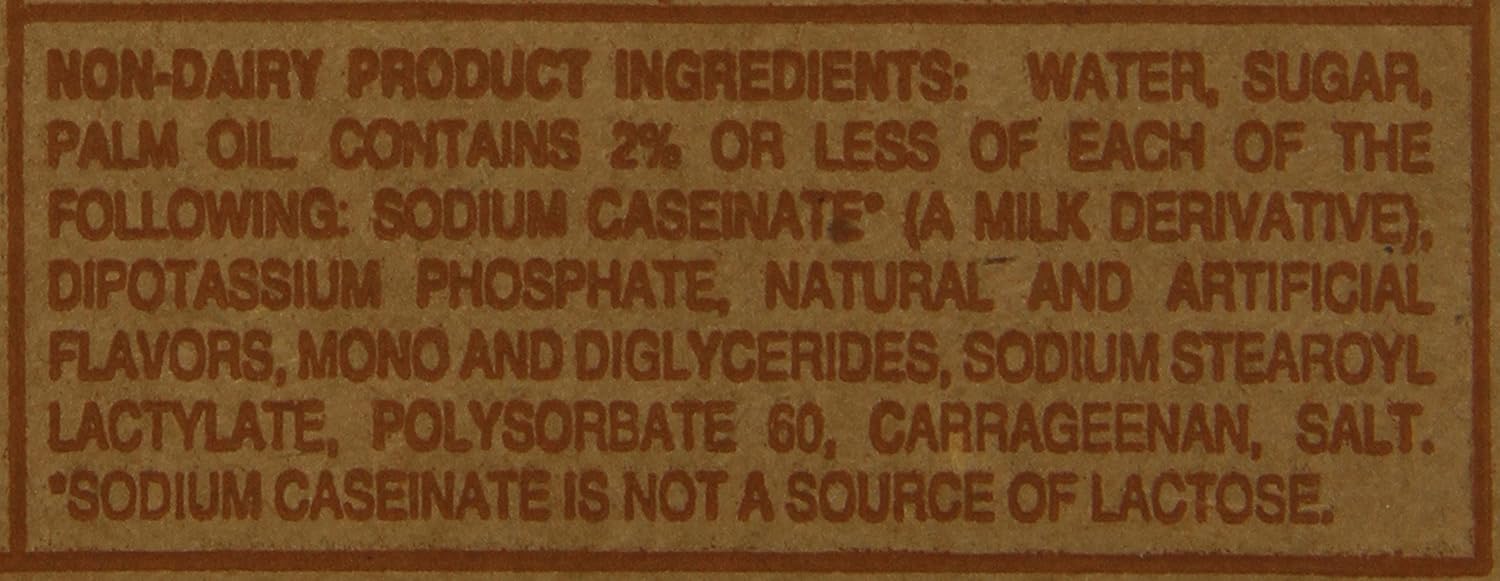 NON-DAIRY PRODUCT INGREDIENTS: WATER, SUGAR,
PALM OIL. CONTAINS 2% OR LESS OF EACH OF THE
FOLLOWING: SODIUM CASEINATE* (A MILK DERIVATIVE),
DIPOTASSIUM PHOSPHATE, NATURAL AND ARTIFICIAL
FLAVORS, MONO AND DIGLYCERIDES, SODIUM STEAROYL
LACTYLATE, POLYSORBATE 60, CARRAGEENAN, SALT.
*SODIUM CASEINATE IS NOT A SOURCE OF LACTOSE.